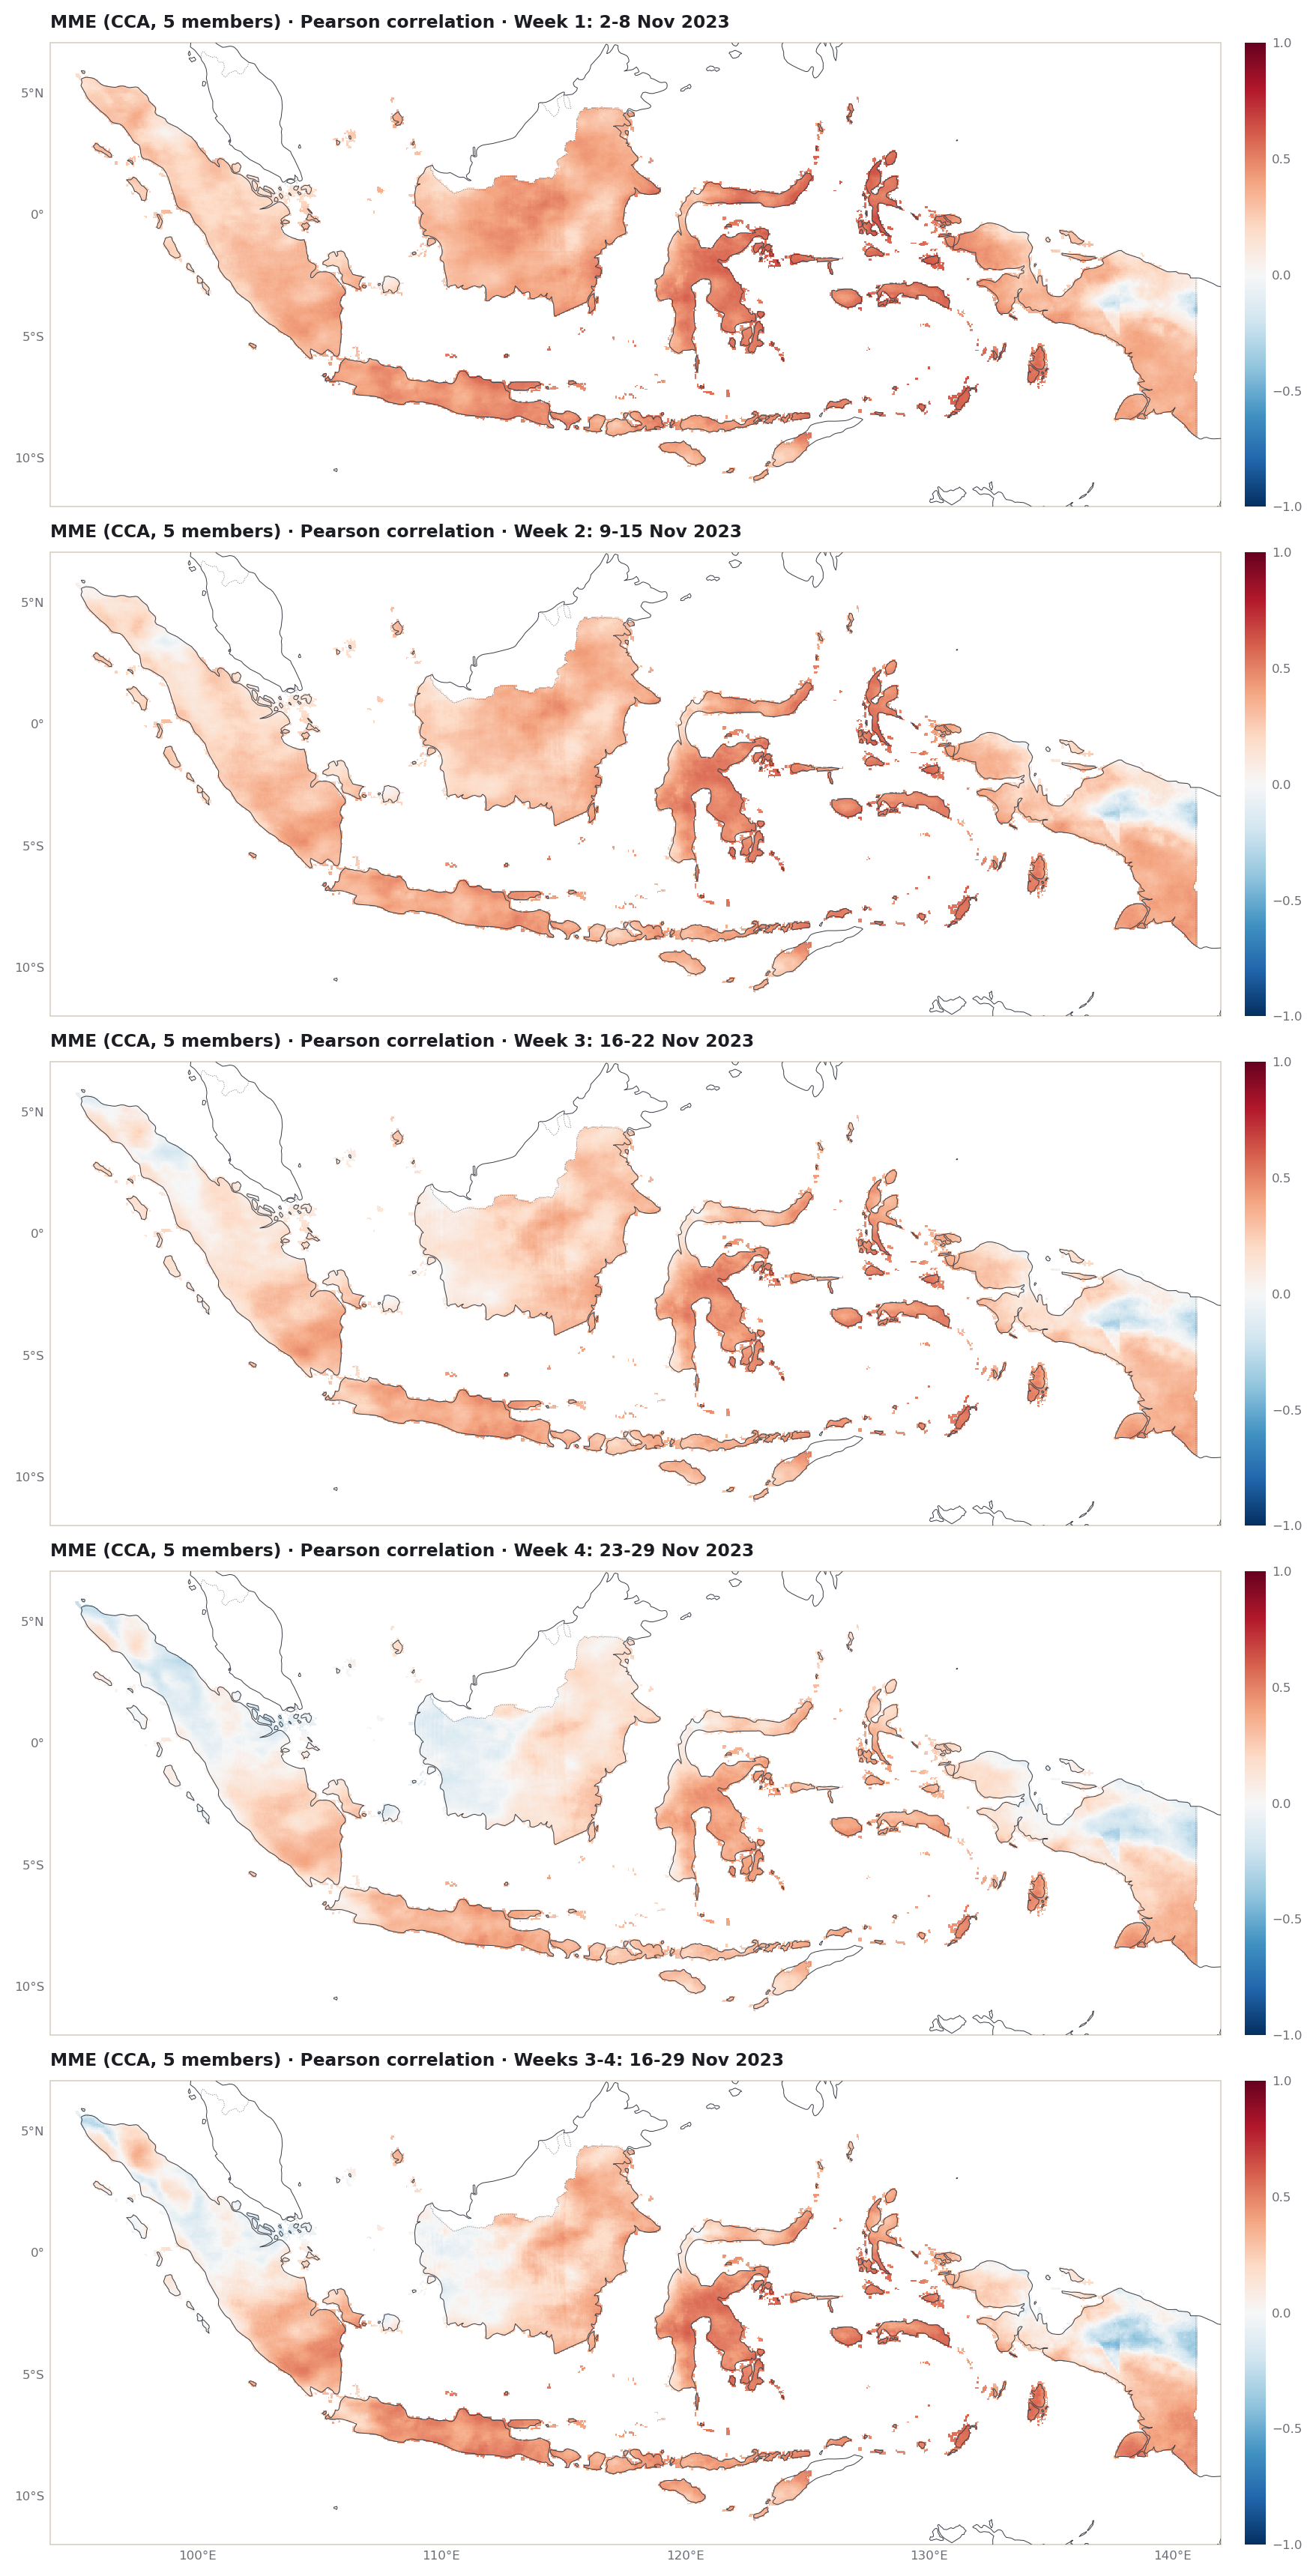 MME (CCA, 5 members) · Pearson correlation · Week 1: 2-8 Nov 2023
5°N
0°
5°S
10°S
1.0
0.5
0.0
−0.5
−1.0
MME (CCA, 5 members) · Pearson correlation · Week 2: 9-15 Nov 2023
5°N
0°
5°S
10°S
1.0
0.5
0.0
−0.5
−1.0
MME (CCA, 5 members) · Pearson correlation · Week 3: 16-22 Nov 2023
5°N
0°
5°S
10°S
1.0
0.5
0.0
−0.5
−1.0
MME (CCA, 5 members) · Pearson correlation · Week 4: 23-29 Nov 2023
5°N
0°
5°S
10°S
1.0
0.5
0.0
−0.5
−1.0
MME (CCA, 5 members) · Pearson correlation · Weeks 3-4: 16-29 Nov 2023
5°N
0°
5°S
10°S
1.0
0.5
0.0
−0.5
−1.0
100°E 110°E 120°E 130°E 140°E